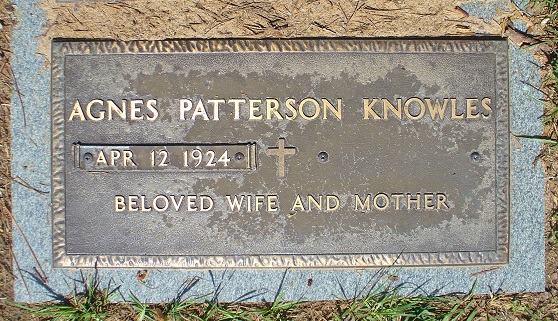 AGNES PATTERSON KNOWLES
APR 12 1924
BELOVED WIFE AND MOTHER